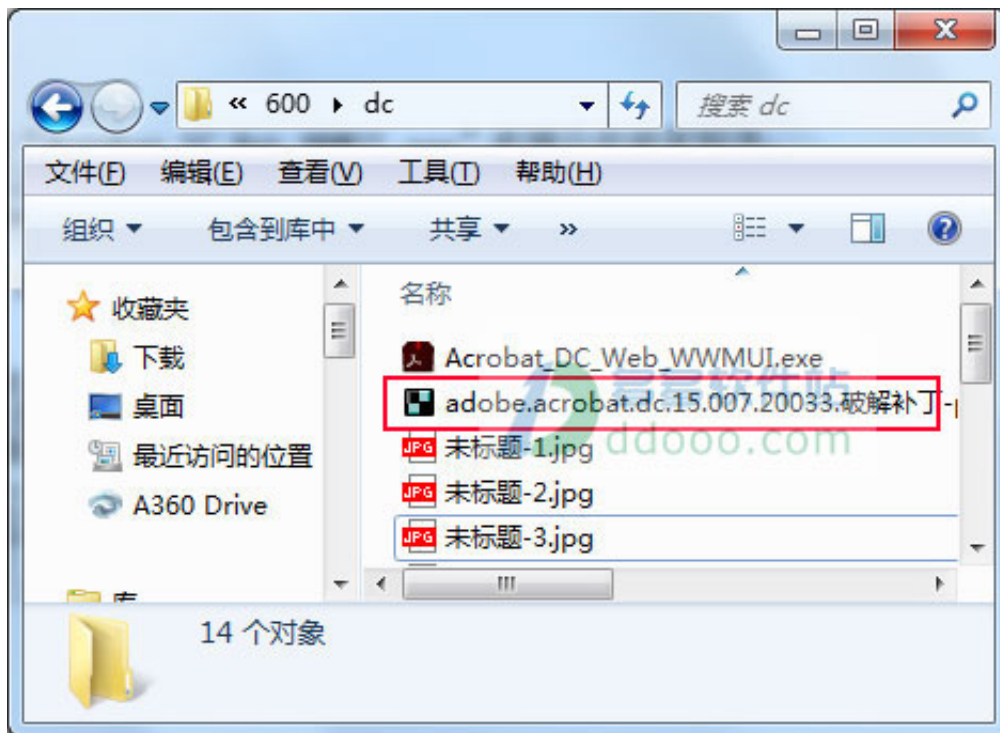 « 600 ▸ dc
搜索 dc
文件(F) 编辑(E) 查看(V) 工具(T) 帮助(H)
组织 包含到库中 共享 »
收藏夹
下载
桌面
最近访问的位置
A360 Drive
库
名称
Acrobat_DC_Web_WWMUI.exe
adobe.acrobat.dc.15.007.20033.破解补丁-p
未标题-1.jpg
未标题-2.jpg
未标题-3.jpg
ddooo.com
14 个对象